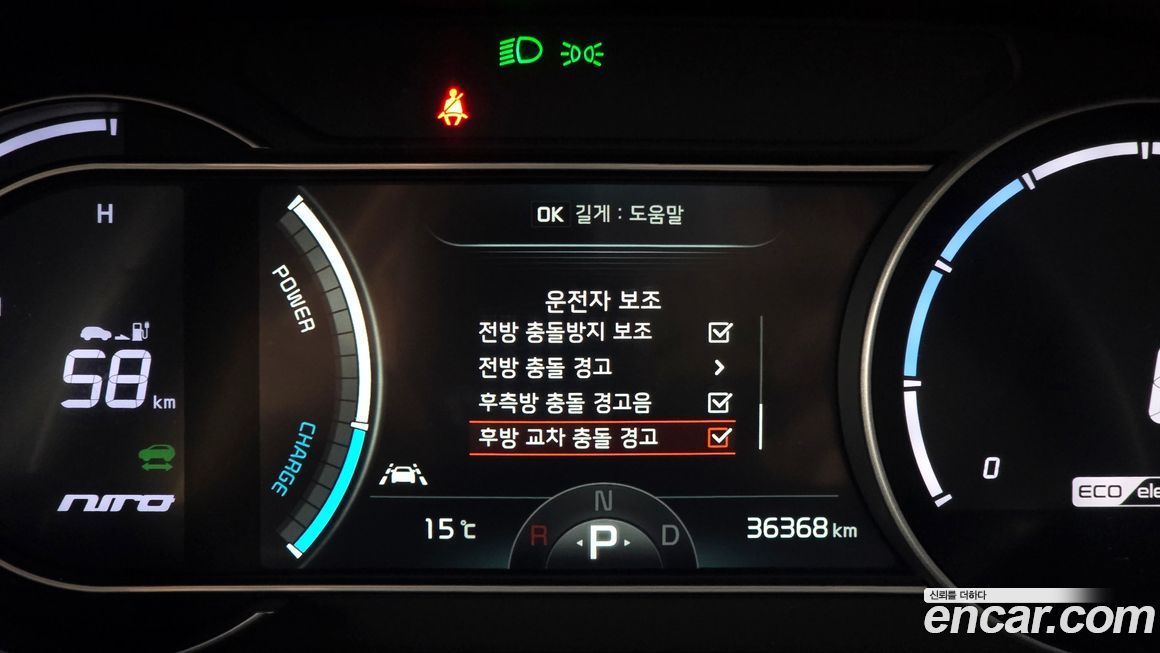 H
OK 길게 : 도움말
POWER
운전자 보조
전방 충돌방지 보조
전방 충돌 경고
후측방 충돌 경고음
후방 교차 충돌 경고
58 km
CHARGE
NIRO
0
ECO
15℃
R N D
P
36368 km
신뢰를 더하다
encar.com